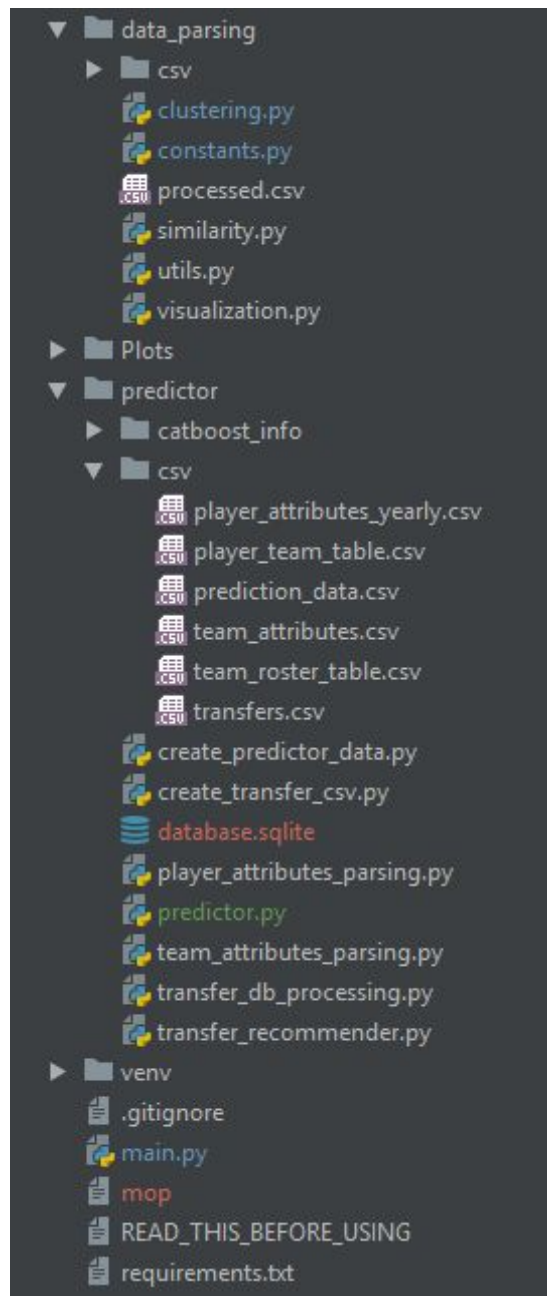 data_parsing
csv
clustering.py
constants.py
processed.csv
similarity.py
utils.py
visualization.py
Plots
predictor
catboost_info
csv
player_attributes_yearly.csv
player_team_table.csv
prediction_data.csv
team_attributes.csv
team_roster_table.csv
transfers.csv
create_predictor_data.py
create_transfer_csv.py
database.sqlite
player_attributes_parsing.py
predictor.py
team_attributes_parsing.py
transfer_db_processing.py
transfer_recommender.py
venv
.gitignore
main.py
mop
READ_THIS_BEFORE_USING
requirements.txt